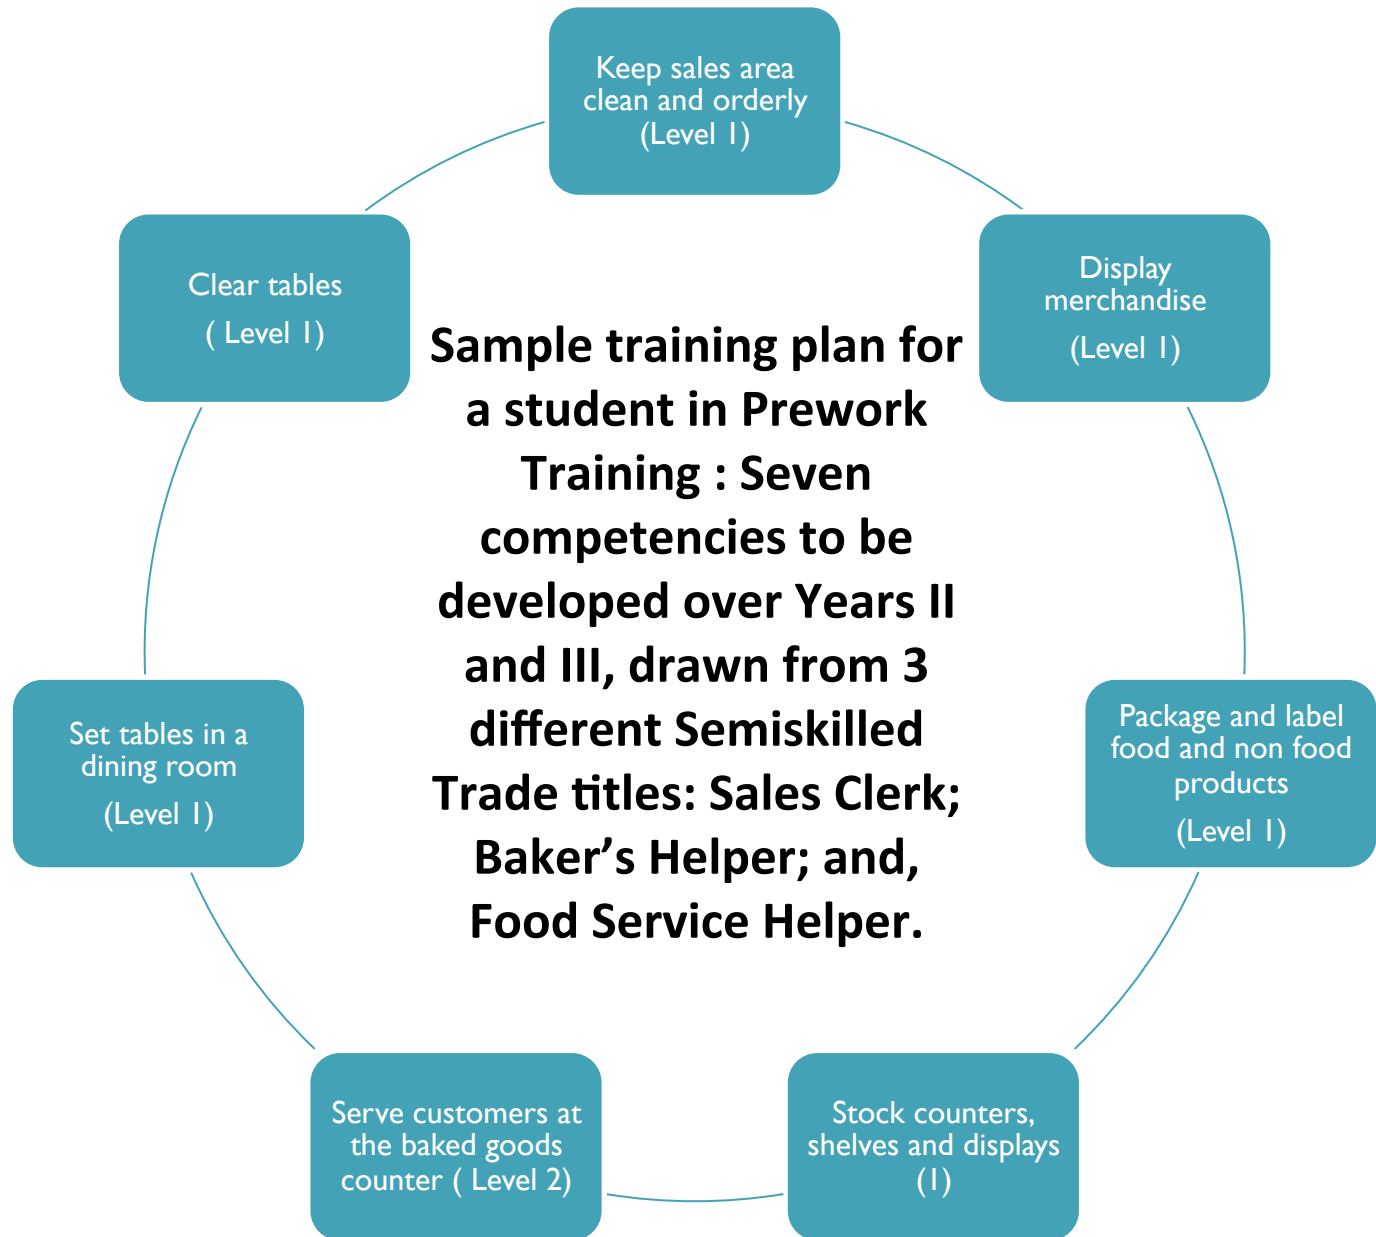 Keep sales area
clean and orderly
(Level 1)
Display
merchandise
(Level 1)
Package and label
food and non food
products
(Level 1)
Stock counters,
shelves and displays
(1)
Serve customers at
the baked goods
counter ( Level 2)
Set tables in a
dining room
(Level 1)
Clear tables
( Level 1)
Sample training plan for
a student in Prework
Training : Seven
competencies to be
developed over Years II
and III, drawn from 3
different Semiskilled
Trade titles: Sales Clerk;
Baker’s Helper; and,
Food Service Helper.